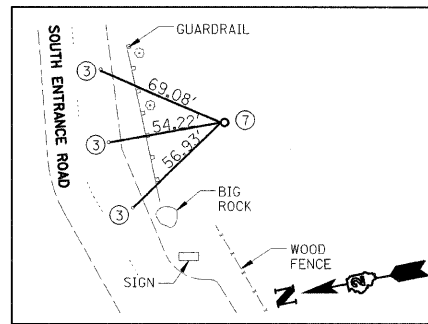 GUARDRAIL
SOUTH ENTRANCE ROAD
3
69.08'
7
54.22'
3
56.93'
3
BIG
ROCK
WOOD
FENCE
SIGN
N